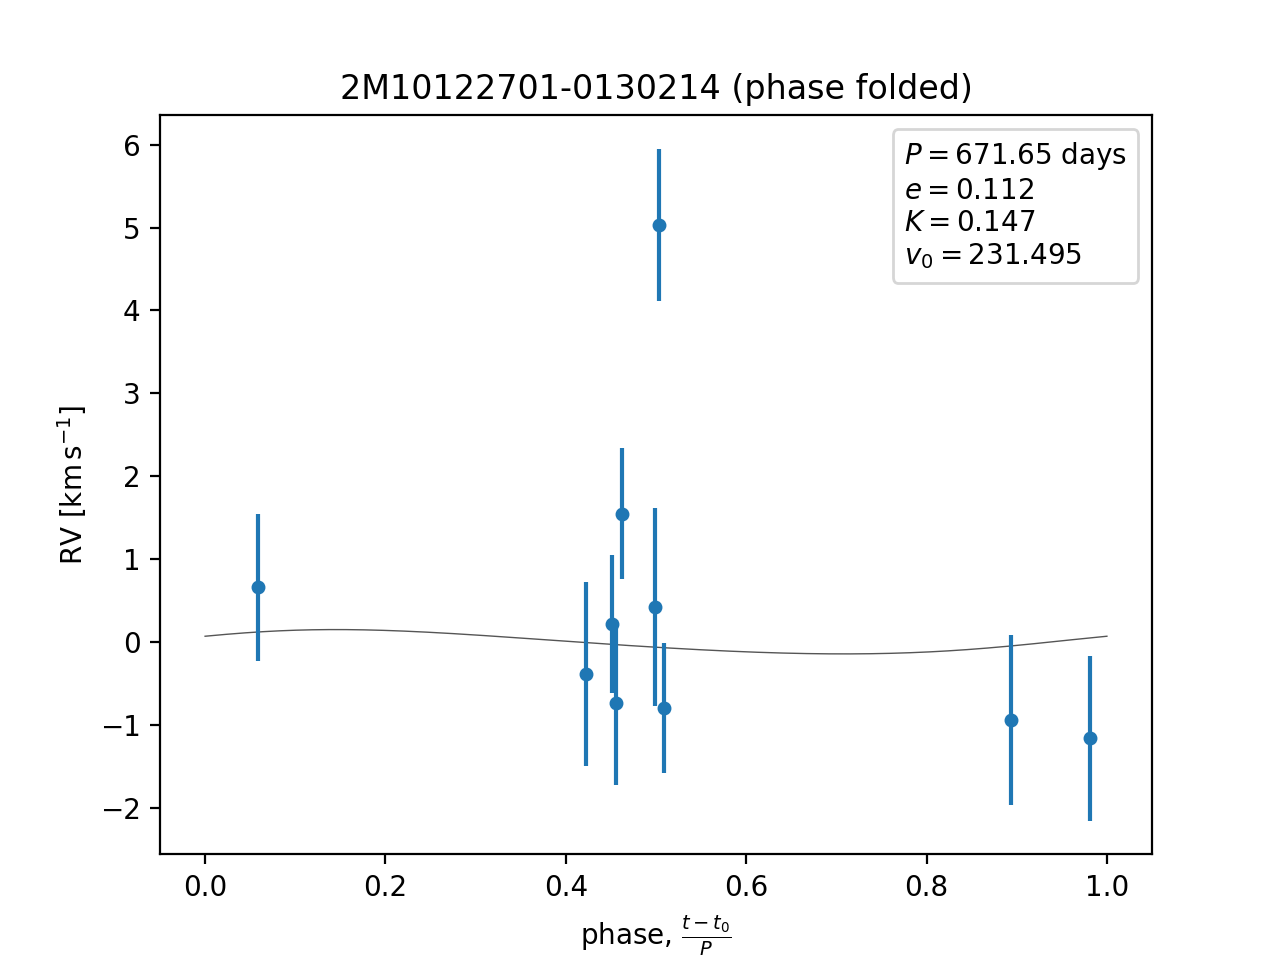 2M10122701-0130214 (phase folded)
P = 671.65 days
e = 0.112
K = 0.147
v₀ = 231.495
6
5
4
3
2
1
0
−1
−2
RV [km s⁻¹]
0.0 0.2 0.4 0.6 0.8 1.0
phase, (t − t₀)/P